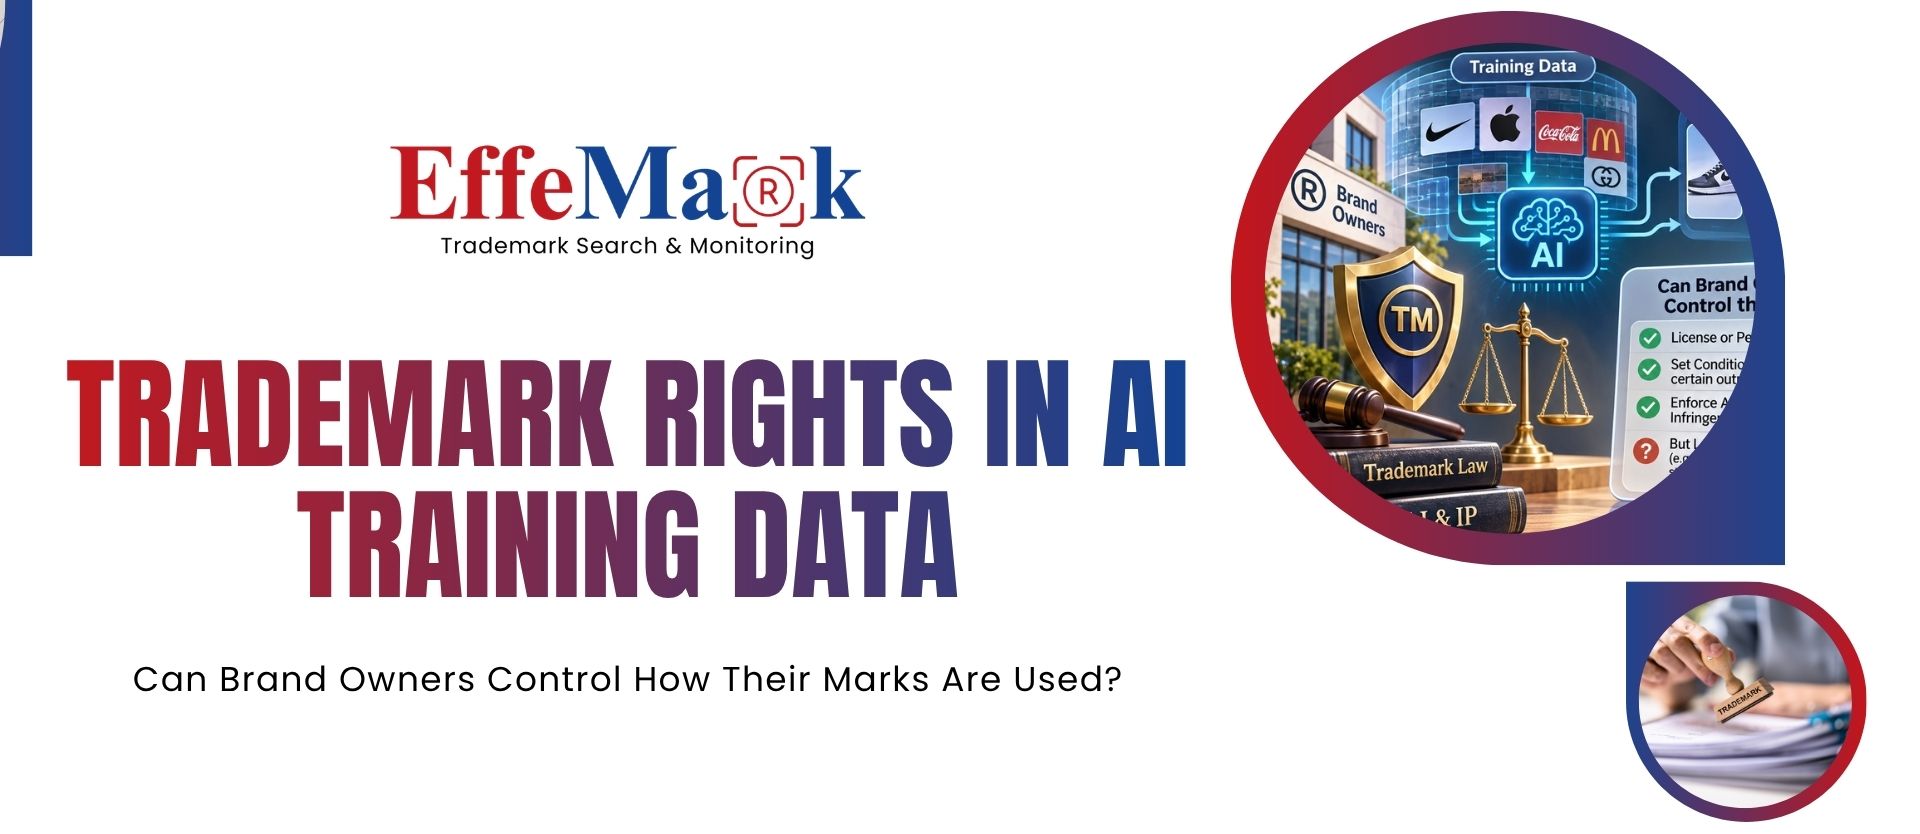 EffeMaRk
Trademark Search & Monitoring
TRADEMARK RIGHTS IN AI
TRAINING DATA
Can Brand Owners Control How Their Marks Are Used?
Training Data
Coca-Cola
® Brand
Owners
AI
TM
Can Brand
Control th
License or Pe
Set Conditio
certain out
Enforce A
Infringe
?
But L
(e.g
Trademark Law
& IP
TRADEMARK